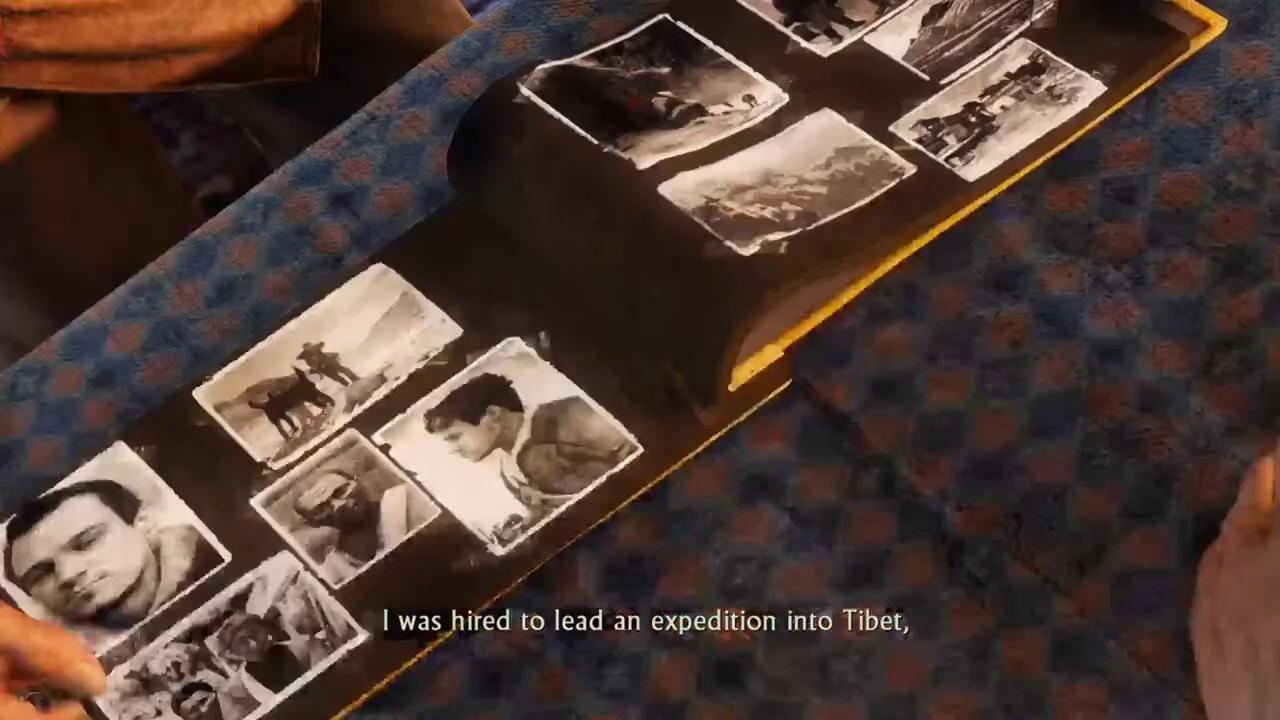 I was hired to lead an expedition into Tibet,